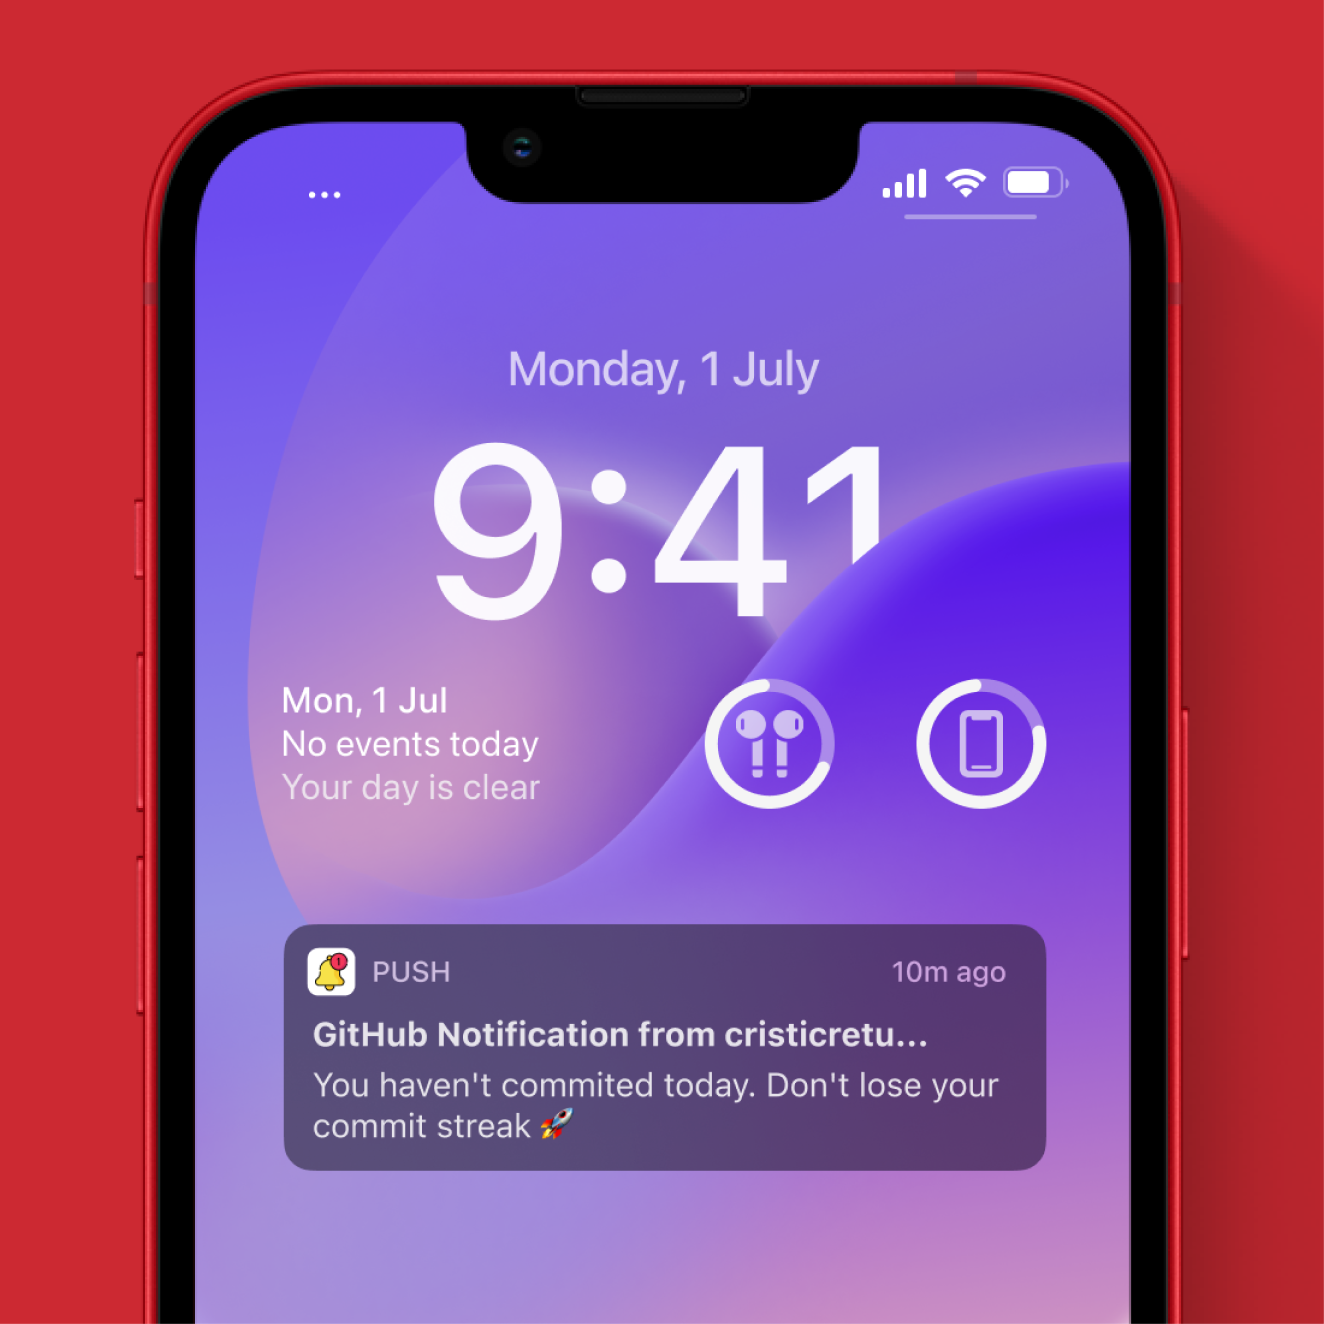 ...
Monday, 1 July
9:41
Mon, 1 Jul
No events today
Your day is clear
1
PUSH
10m ago
GitHub Notification from cristicretu...
You haven't commited today. Don't lose your
commit streak 🚀